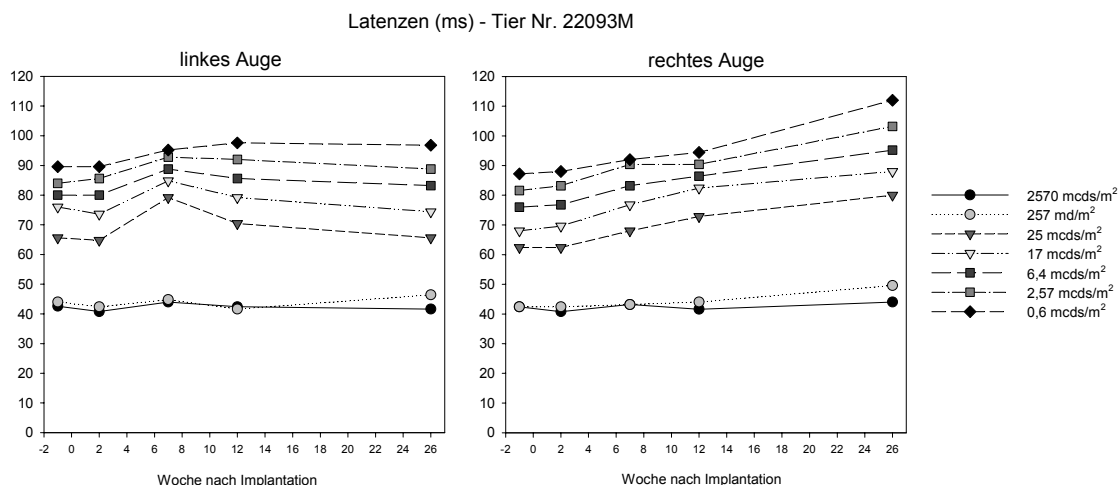 Latenzen (ms) - Tier Nr. 22093M
linkes Auge
120
110
100
90
80
70
60
50
40
30
20
10
0
-2 0 2 4 6 8 10 12 14 16 18 20 22 24 26
Woche nach Implantation
rechtes Auge
120
110
100
90
80
70
60
50
40
30
20
10
0
-2 0 2 4 6 8 10 12 14 16 18 20 22 24 26
Woche nach Implantation
2570 mcds/m²
257 md/m²
25 mcds/m²
17 mcds/m²
6,4 mcds/m²
2,57 mcds/m²
0,6 mcds/m²